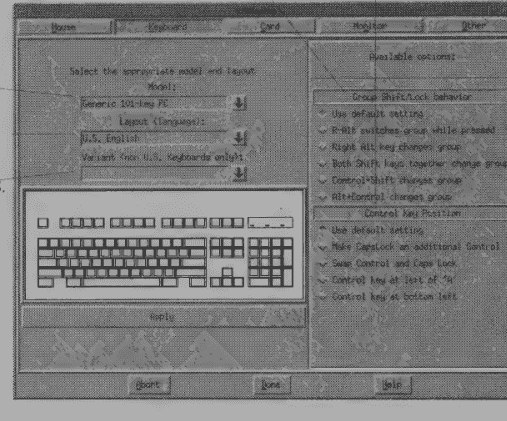 Mouse
Keyboard
Card
Monitor
Other
Select the appropriate model and layout
Model:
Generic 101-key PC
Layout (language):
U.S. English
Variant (non U.S. Keyboards only):
Apply
Available options:
Group Shift/Lock behavior
Use default setting
R-Alt switches group while pressed
Right Alt key changes group
Both Shift keys together change group
Control+Shift changes group
Alt+Control changes group
Control Key Position
Use default setting
Make CapsLock an additional Control
Swap Control and Caps Lock
Control key at left of 'A'
Control key at bottom left
Abort
Done
Help